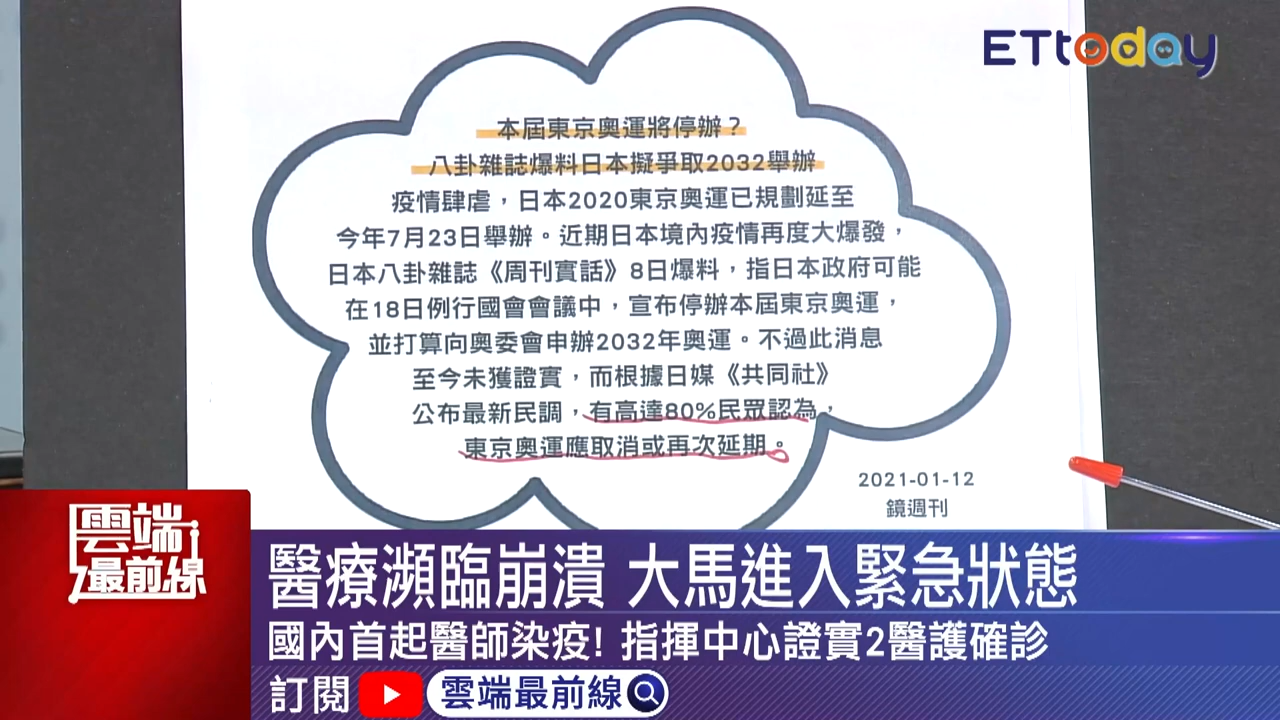 ETtoday
本屆東京奧運將停辦？
八卦雜誌爆料日本擬爭取2032舉辦
疫情肆虐，日本2020東京奧運已規劃延至
今年7月23日舉辦。近期日本境內疫情再度大爆發，
日本八卦雜誌《周刊實話》8日爆料，指日本政府可能
在18日例行國會會議中，宣布停辦本屆東京奧運，
並打算向奧委會申辦2032年奧運。不過此消息
至今未獲證實，而根據日媒《共同社》
公布最新民調，有高達80%民眾認為，
東京奧運應取消或再次延期。
2021-01-12
鏡週刊
雲端
最前線
醫療瀕臨崩潰 大馬進入緊急狀態
國內首起醫師染疫! 指揮中心證實2醫護確診
訂閱 雲端最前線